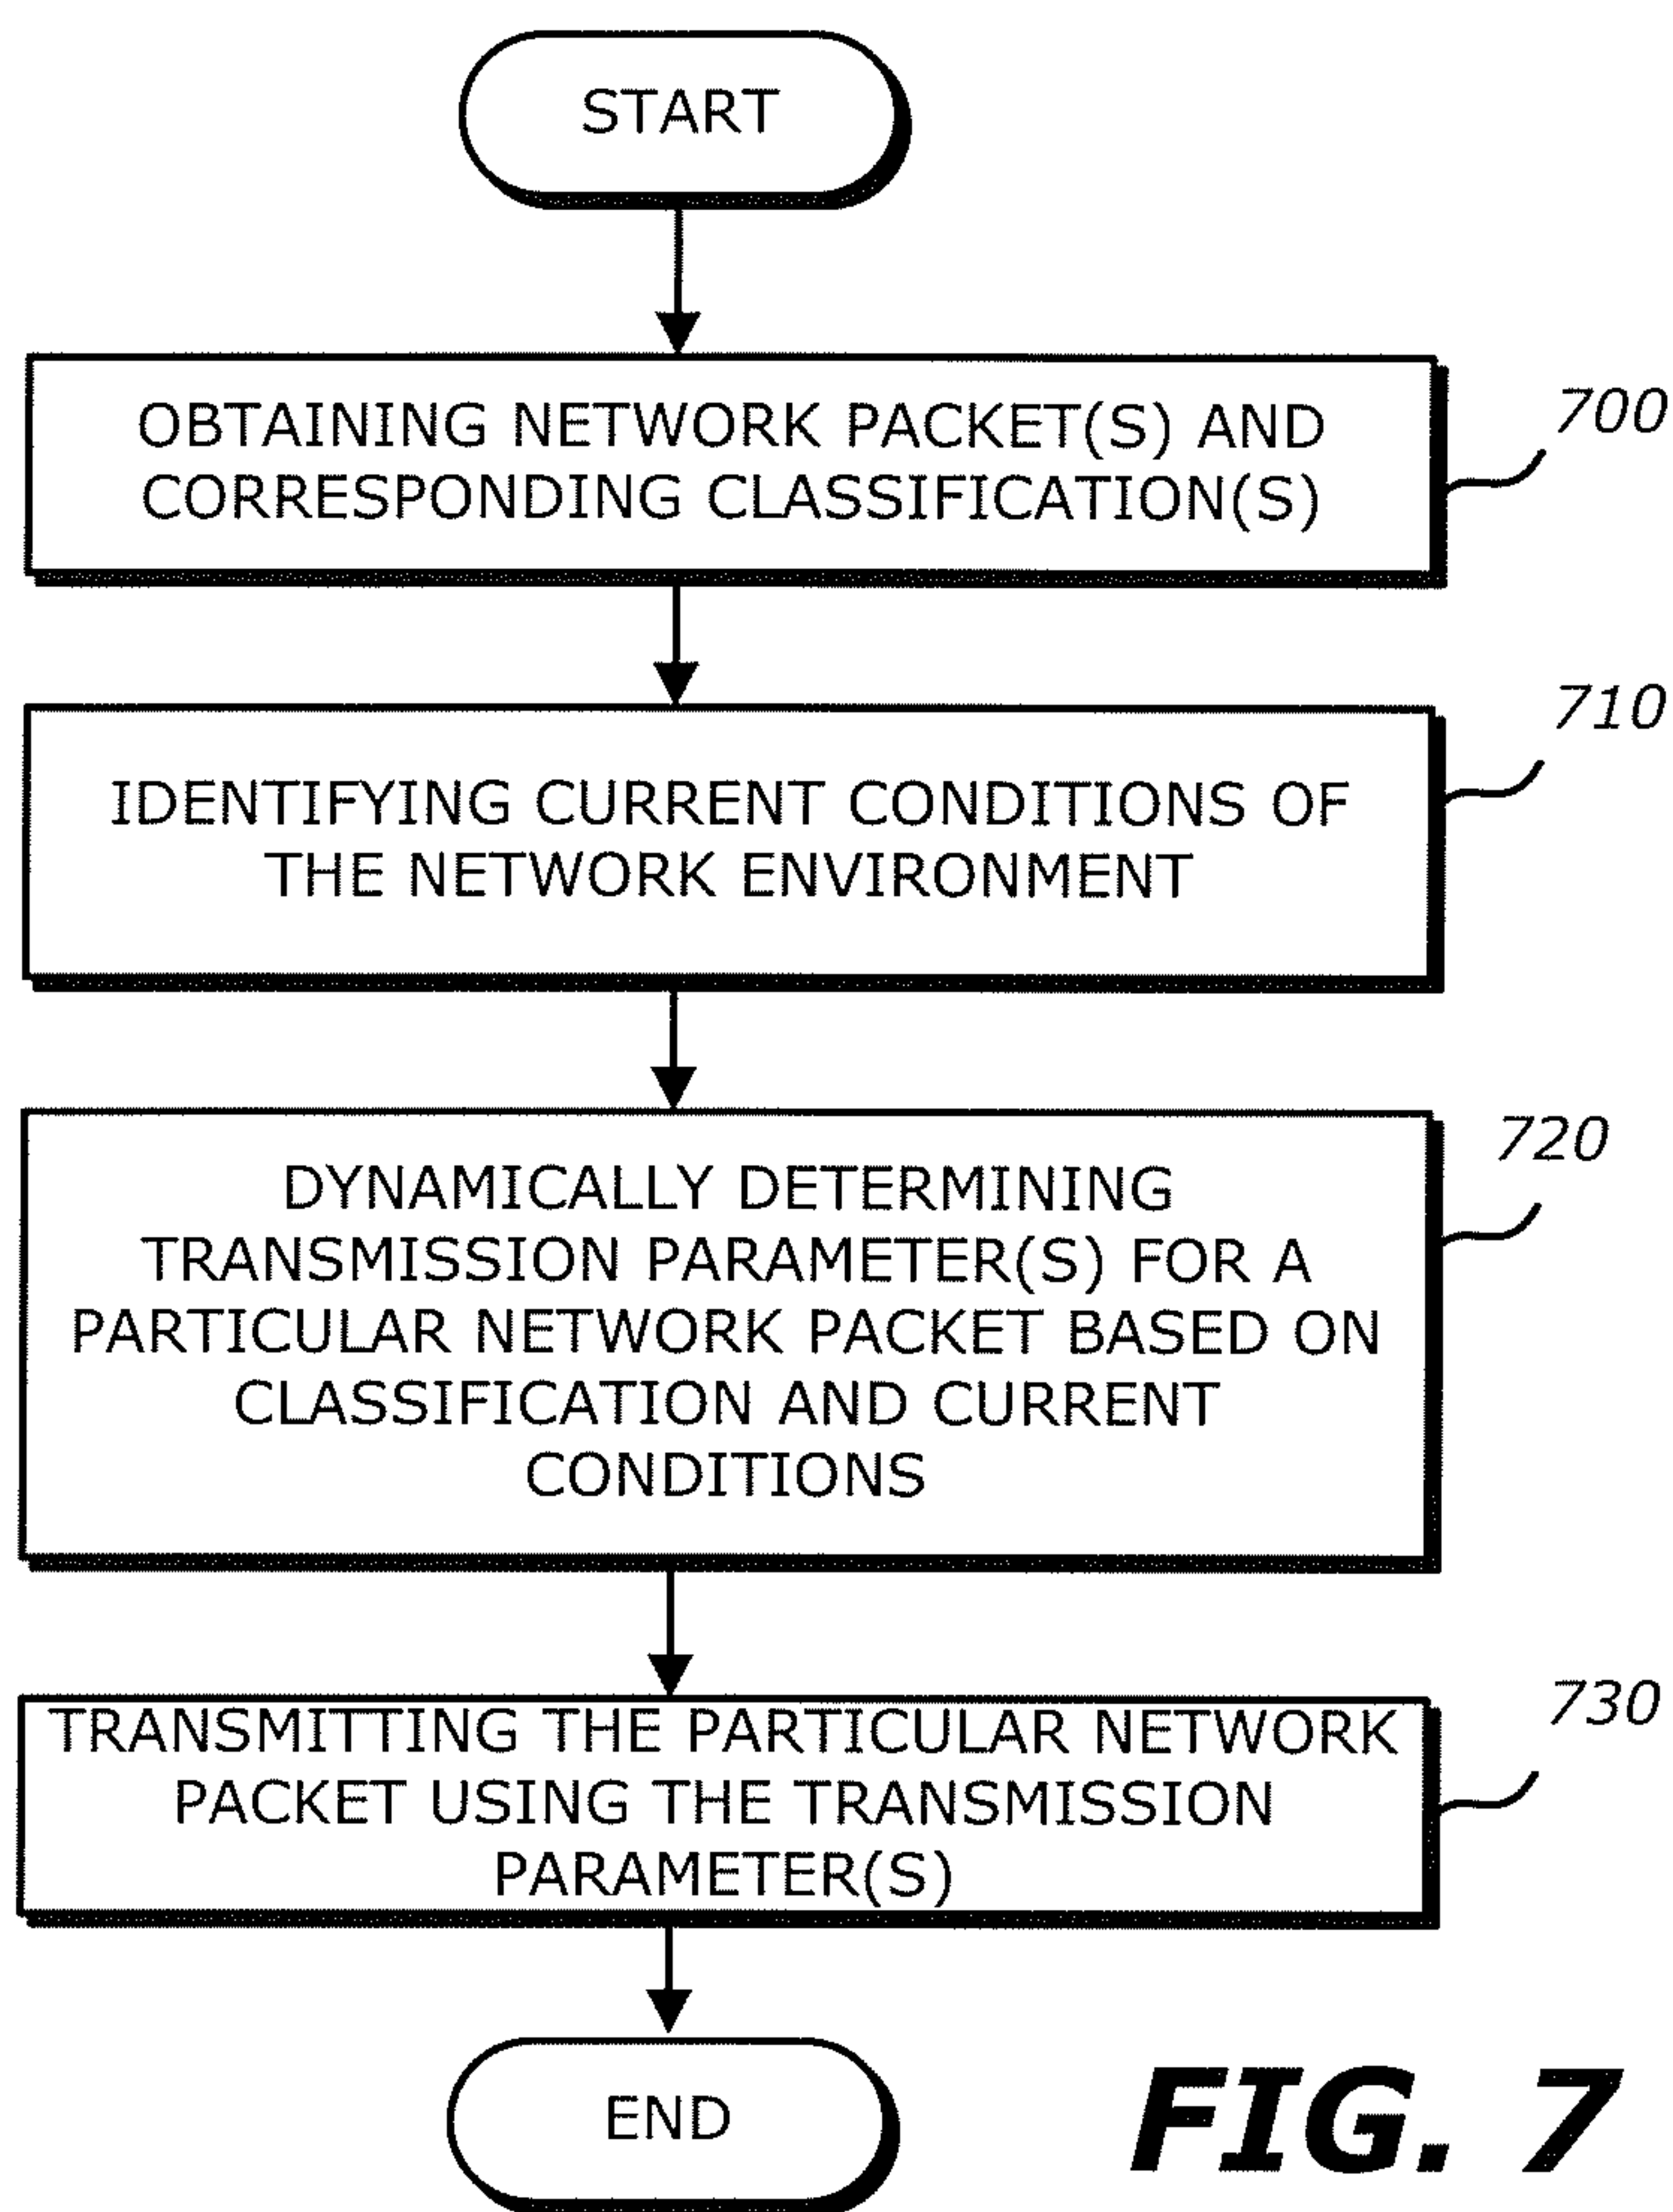 START
OBTAINING NETWORK PACKET(S) AND
CORRESPONDING CLASSIFICATION(S)
700
IDENTIFYING CURRENT CONDITIONS OF
THE NETWORK ENVIRONMENT
710
DYNAMICALLY DETERMINING
TRANSMISSION PARAMETER(S) FOR A
PARTICULAR NETWORK PACKET BASED ON
CLASSIFICATION AND CURRENT
CONDITIONS
720
TRANSMITTING THE PARTICULAR NETWORK
PACKET USING THE TRANSMISSION
PARAMETER(S)
730
END
FIG. 7